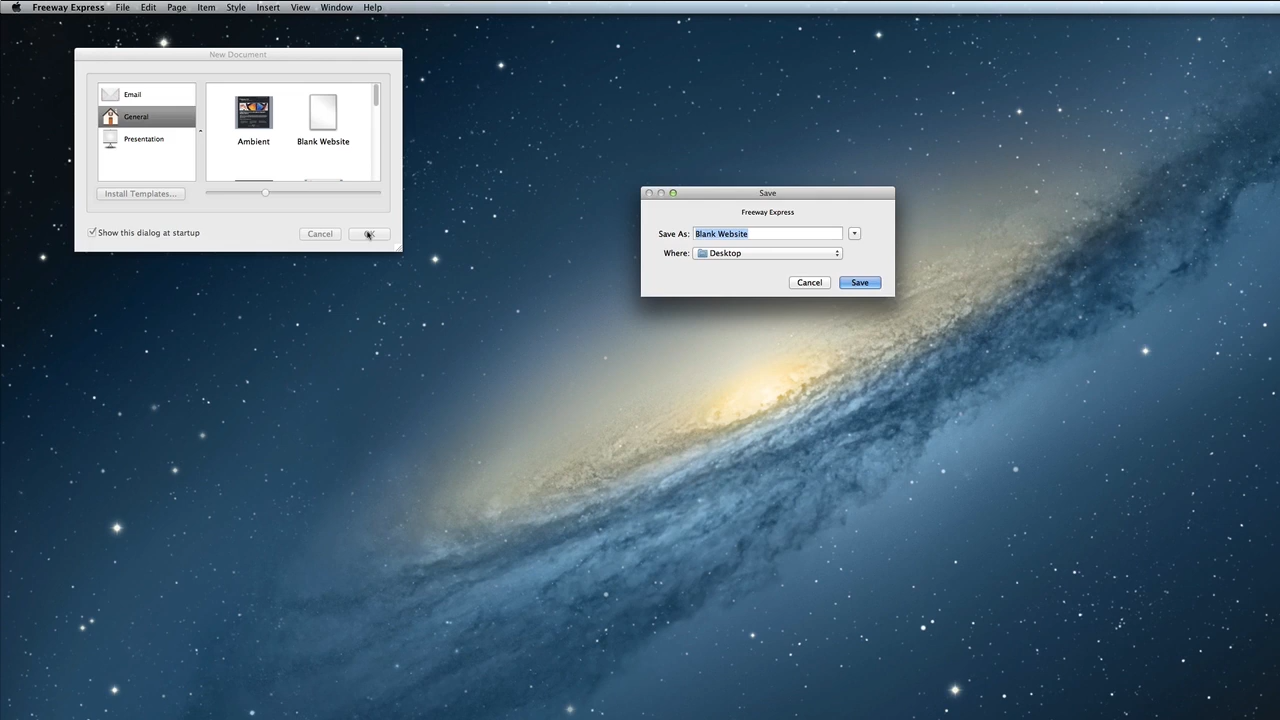 Freeway Express File Edit Page Item Style Insert View Window Help
New Document
Email
General
Presentation
Ambient
Blank Website
Install Templates...
Show this dialog at startup
Cancel
OK
Save
Freeway Express
Save As: Blank Website
Where: Desktop
Cancel
Save